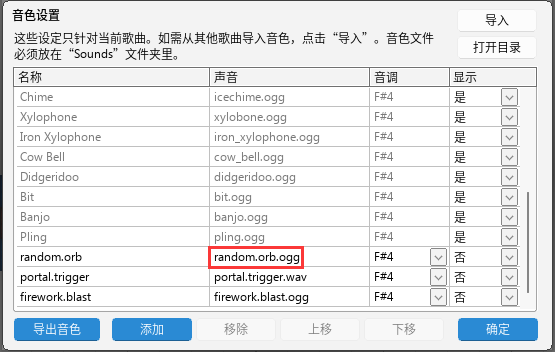 音色设置
导入
这些设定只针对当前歌曲。如需从其他歌曲导入音色，点击“导入”。音色文件
必须放在“Sounds”文件夹里。
打开目录
名称 声音 音调 显示
Chime icechime.ogg F#4 是
Xylophone xylobone.ogg F#4 是
Iron Xylophone iron_xylophone.ogg F#4 是
Cow Bell cow_bell.ogg F#4 是
Didgeridoo didgeridoo.ogg F#4 是
Bit bit.ogg F#4 是
Banjo banjo.ogg F#4 是
Pling pling.ogg F#4 是
random.orb random.orb.ogg F#4 否
portal.trigger portal.trigger.wav F#4 否
firework.blast firework.blast.ogg F#4 否
导出音色 添加 移除 上移 下移 确定